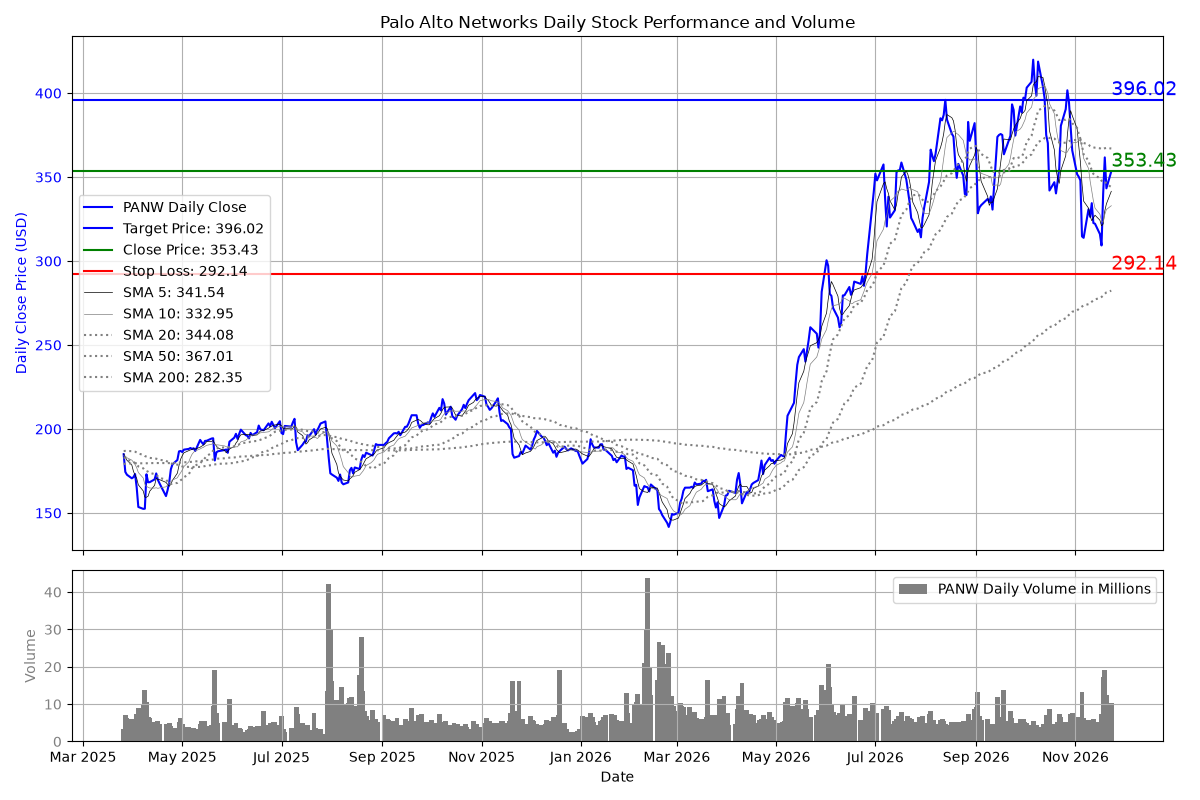 Palo Alto Networks Daily Stock Performance and Volume
Daily Close Price (USD)
400
350
300
250
200
150
396.02
353.43
292.14
PANW Daily Close
Target Price: 396.02
Close Price: 353.43
Stop Loss: 292.14
SMA 5: 341.54
SMA 10: 332.95
SMA 20: 344.08
SMA 50: 367.01
SMA 200: 282.35
Volume
40
30
20
10
0
PANW Daily Volume in Millions
Mar 2025 May 2025 Jul 2025 Sep 2025 Nov 2025 Jan 2026 Mar 2026 May 2026 Jul 2026 Sep 2026 Nov 2026
Date